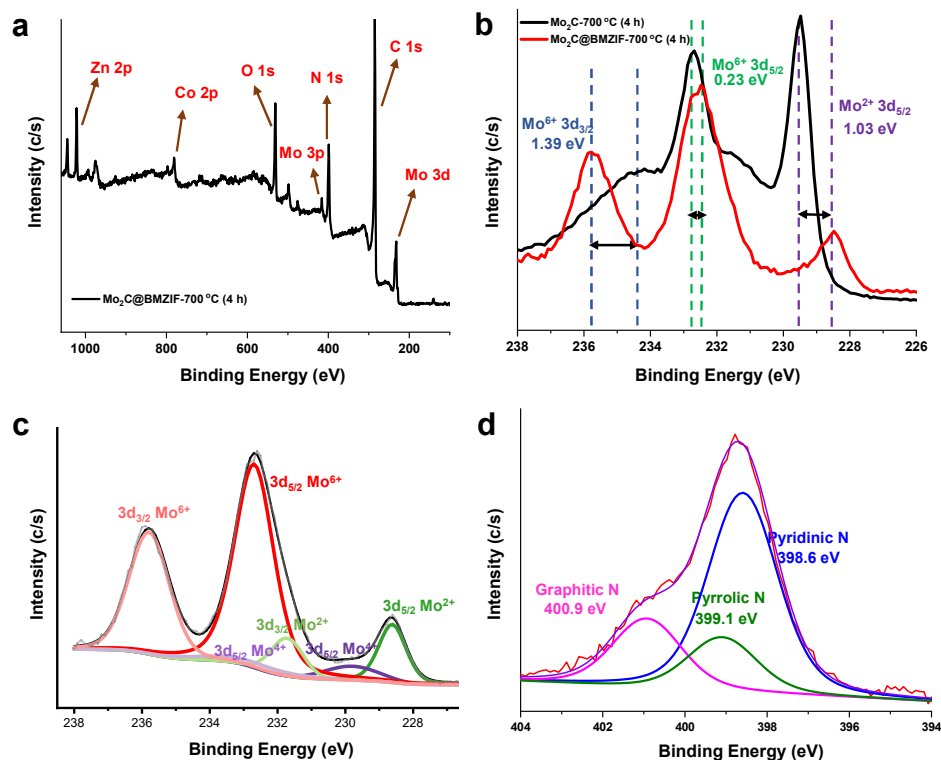 a
Zn 2p
Co 2p
O 1s
N 1s
C 1s
Mo 3p
Mo 3d
Mo₂C@BMZIF-700 °C (4 h)
Intensity (c/s)
1000 800 600 400 200
Binding Energy (eV)
b
Mo₂C-700 °C (4 h)
Mo₂C@BMZIF-700 °C (4 h)
Mo⁶⁺ 3d₃/₂
1.39 eV
Mo⁶⁺ 3d₅/₂
0.23 eV
Mo²⁺ 3d₅/₂
1.03 eV
Intensity (c/s)
238 236 234 232 230 228 226
Binding Energy (eV)
c
3d₃/₂ Mo⁶⁺
3d₅/₂ Mo⁶⁺
3d₃/₂ Mo²⁺
3d₅/₂ Mo⁴⁺
3d₅/₂ Mo⁴⁺
3d₅/₂ Mo²⁺
Intensity (c/s)
238 236 234 232 230 228
Binding Energy (eV)
d
Graphitic N
400.9 eV
Pyrrolic N
399.1 eV
Pyridinic N
398.6 eV
Intensity (c/s)
404 402 400 398 396 394
Binding Energy (eV)